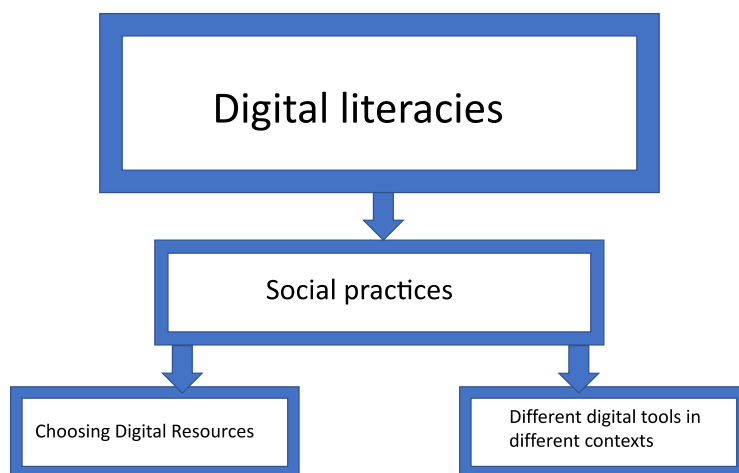 Digital literacies
Social practices
Choosing Digital Resources
Different digital tools in
different contexts